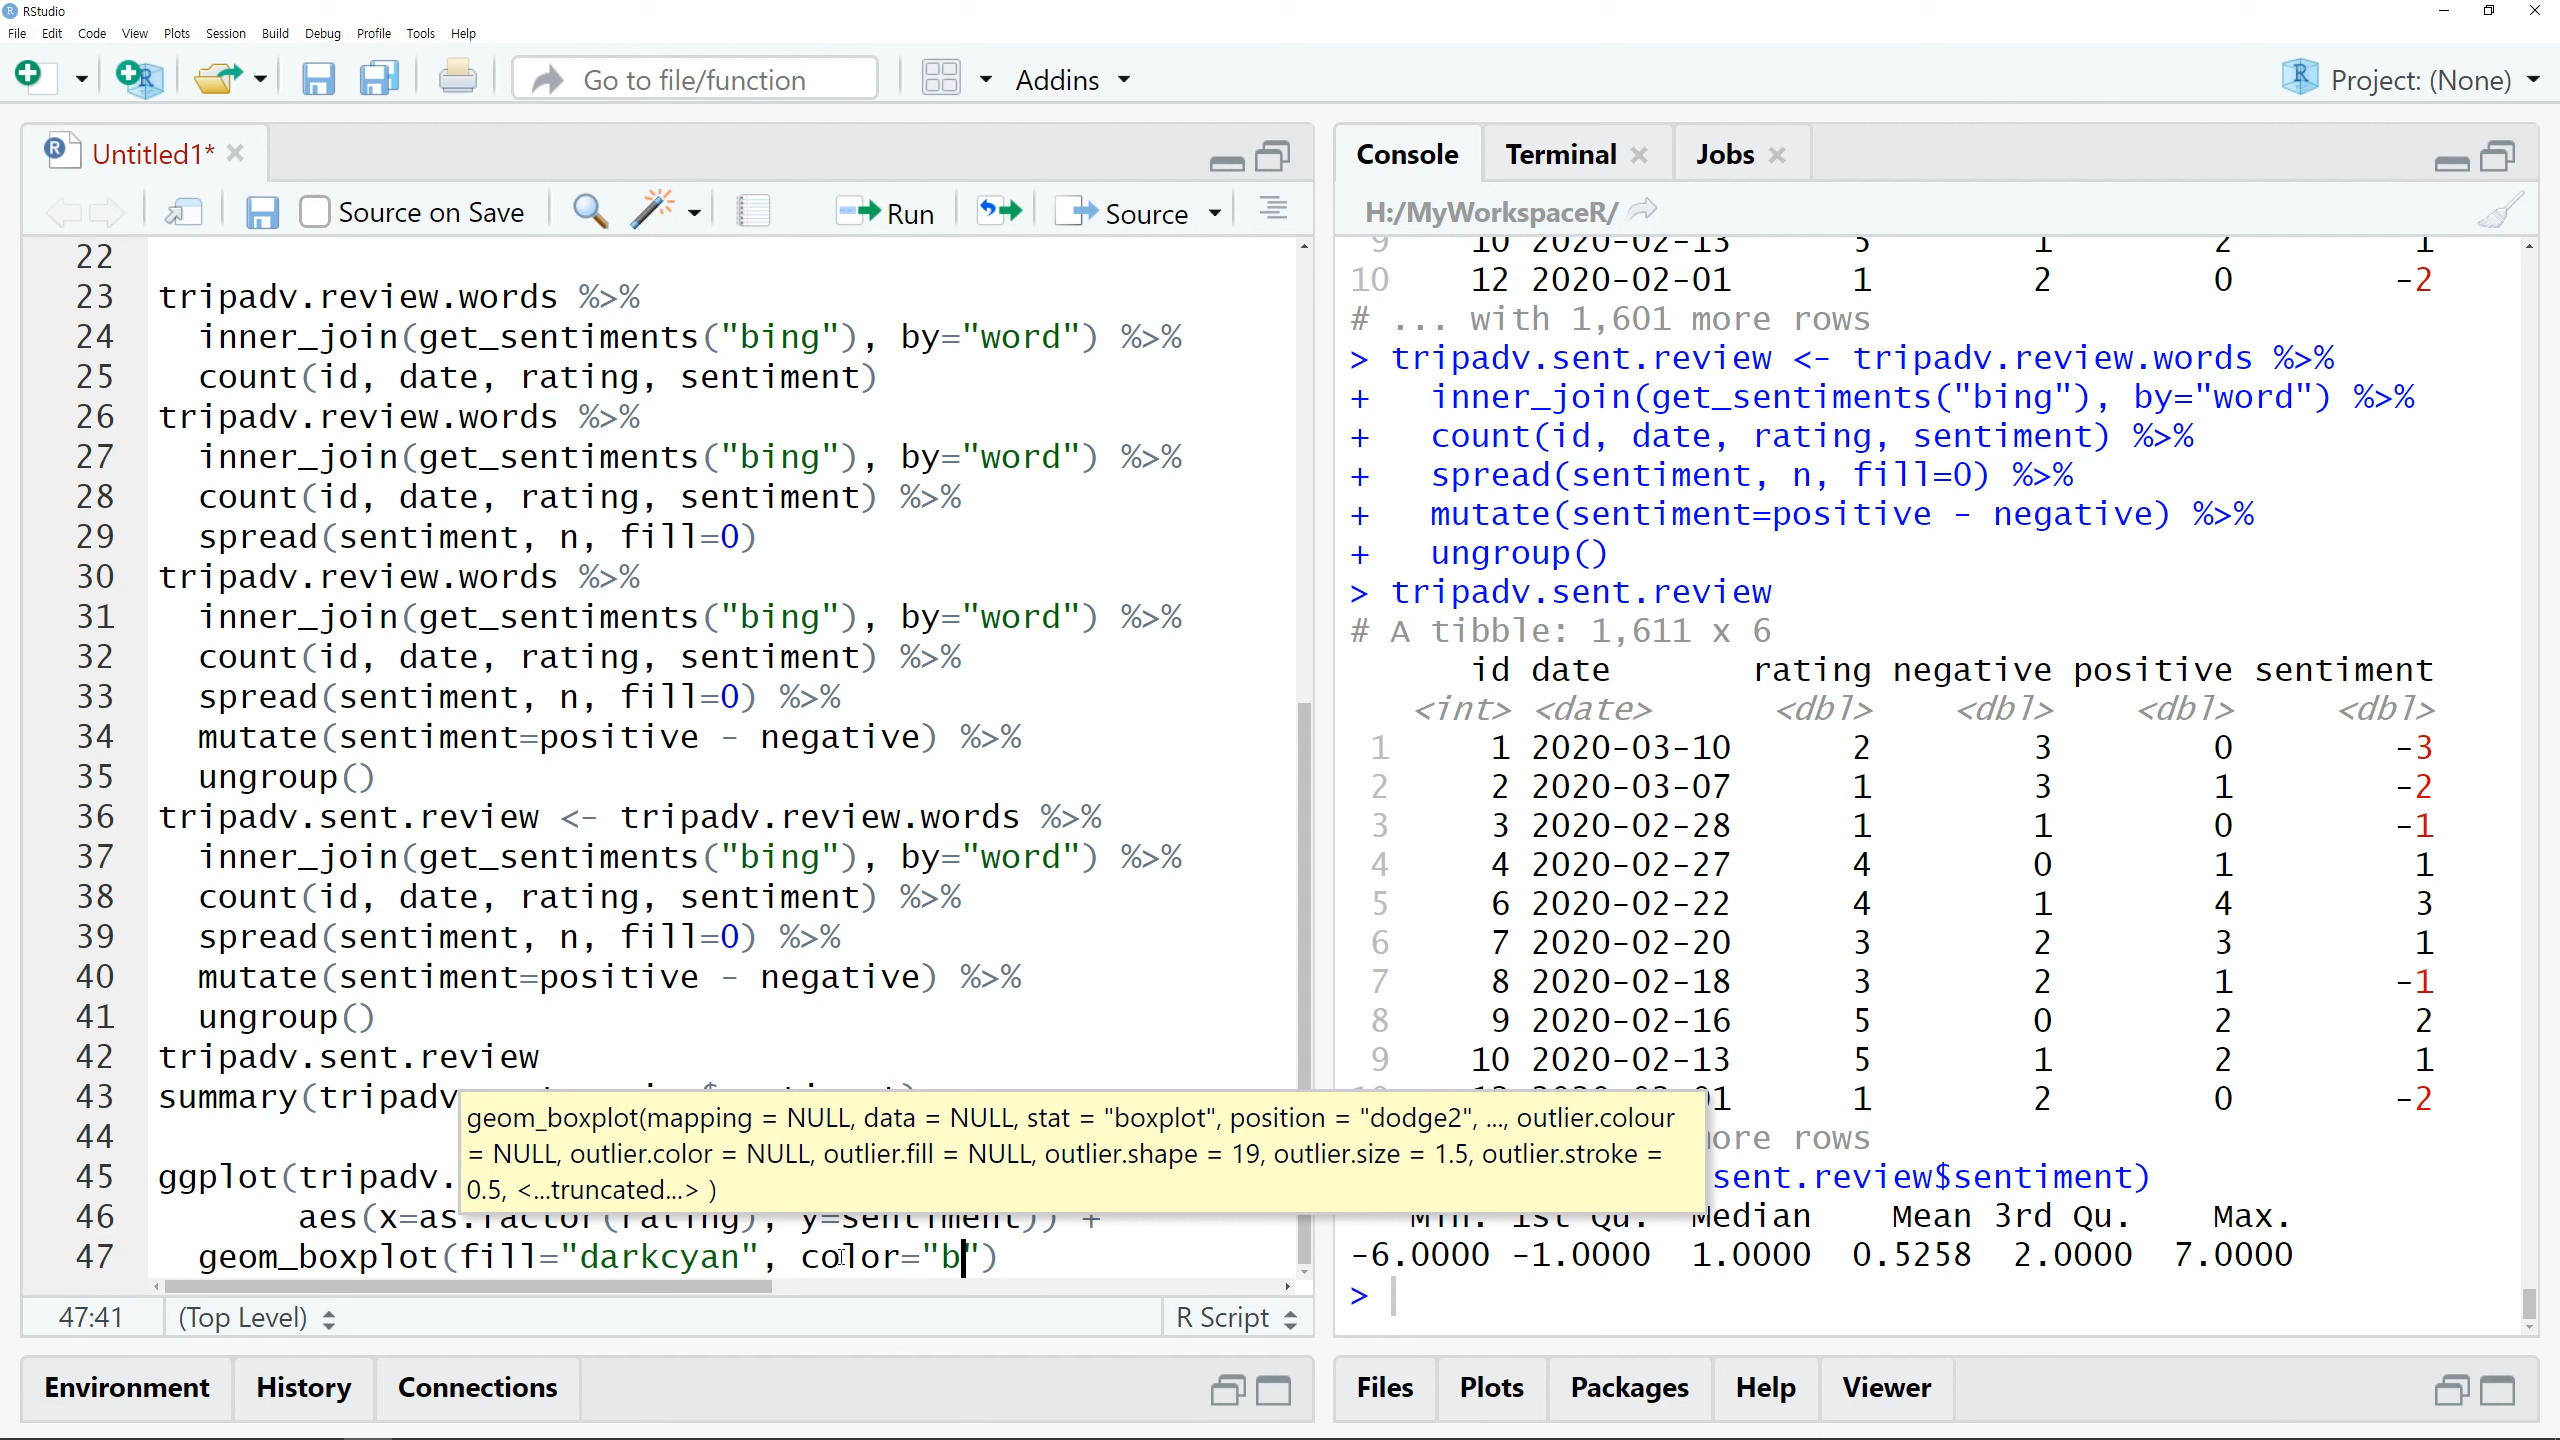 RStudio
File Edit Code View Plots Session Build Debug Profile Tools Help
Go to file/function Addins Project: (None)
Untitled1*
Source on Save Run Source
22
23 tripadv.review.words %>%
24 inner_join(get_sentiments("bing"), by="word") %>%
25 count(id, date, rating, sentiment)
26 tripadv.review.words %>%
27 inner_join(get_sentiments("bing"), by="word") %>%
28 count(id, date, rating, sentiment) %>%
29 spread(sentiment, n, fill=0)
30 tripadv.review.words %>%
31 inner_join(get_sentiments("bing"), by="word") %>%
32 count(id, date, rating, sentiment) %>%
33 spread(sentiment, n, fill=0) %>%
34 mutate(sentiment=positive - negative) %>%
35 ungroup()
36 tripadv.sent.review <- tripadv.review.words %>%
37 inner_join(get_sentiments("bing"), by="word") %>%
38 count(id, date, rating, sentiment) %>%
39 spread(sentiment, n, fill=0) %>%
40 mutate(sentiment=positive - negative) %>%
41 ungroup()
42 tripadv.sent.review
43 summary(tripadv
44
45 ggplot(tripadv.
46 aes(x=as.factor(rating), y=sentiment)) +
47 geom_boxplot(fill="darkcyan", color="b")
geom_boxplot(mapping = NULL, data = NULL, stat = "boxplot", position = "dodge2", ..., outlier.colour
= NULL, outlier.color = NULL, outlier.fill = NULL, outlier.shape = 19, outlier.size = 1.5, outlier.stroke =
0.5, <...truncated...> )
47:41 (Top Level) R Script
Environment History Connections
Console Terminal Jobs
H:/MyWorkspaceR/
9 10 2020-02-13 5 1 2 1
10 12 2020-02-01 1 2 0 -2
# ... with 1,601 more rows
> tripadv.sent.review <- tripadv.review.words %>%
+ inner_join(get_sentiments("bing"), by="word") %>%
+ count(id, date, rating, sentiment) %>%
+ spread(sentiment, n, fill=0) %>%
+ mutate(sentiment=positive - negative) %>%
+ ungroup()
> tripadv.sent.review
# A tibble: 1,611 x 6
id date rating negative positive sentiment
<int> <date> <dbl> <dbl> <dbl> <dbl>
1 1 2020-03-10 2 3 0 -3
2 2 2020-03-07 1 3 1 -2
3 3 2020-02-28 1 1 0 -1
4 4 2020-02-27 4 0 1 1
5 6 2020-02-22 4 1 4 3
6 7 2020-02-20 3 2 3 1
7 8 2020-02-18 3 2 1 -1
8 9 2020-02-16 5 0 2 2
9 10 2020-02-13 5 1 2 1
1 1 2 0 -2
ore rows
sent.review$sentiment)
Min. 1st Qu. Median Mean 3rd Qu. Max.
-6.0000 -1.0000 1.0000 0.5258 2.0000 7.0000
>
Files Plots Packages Help Viewer